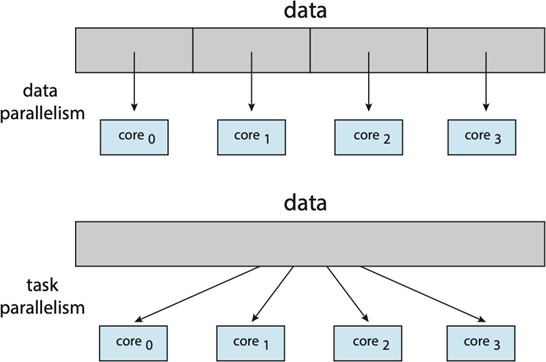 data
data
parallelism
core 0
core 1
core 2
core 3
data
task
parallelism
core 0
core 1
core 2
core 3